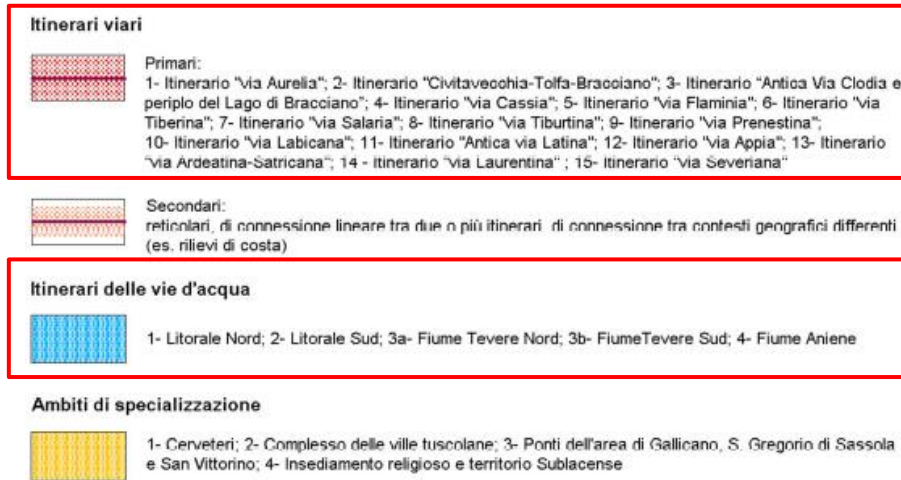 Itinerari viari
Primari:
1- Itinerario "via Aurelia"; 2- Itinerario "Civitavecchia-Tolfa-Bracciano"; 3- Itinerario "Antica Via Clodia e
periplo del Lago di Bracciano"; 4- Itinerario "via Cassia"; 5- Itinerario "via Flaminia"; 6- Itinerario "via
Tiberina"; 7- Itinerario "via Salaria"; 8- Itinerario "via Tiburtina"; 9- Itinerario "via Prenestina";
10- Itinerario "via Labicana"; 11- Itinerario "Antica via Latina"; 12- Itinerario "via Appia"; 13- Itinerario
"via Ardeatina-Satricana"; 14 - Itinerario "via Laurentina" ; 15- Itinerario "via Severiana"
Secondari:
reticolari, di connessione lineare tra due o più itinerari di connessione tra contesti geografici differenti
(es. rilievi di costa)
Itinerari delle vie d'acqua
1- Litorale Nord; 2- Litorale Sud; 3a- Fiume Tevere Nord; 3b- FiumeTevere Sud; 4- Fiume Aniene
Ambiti di specializzazione
1- Cerveteri; 2- Complesso delle ville tuscolane; 3- Ponti dell'area di Gallicano, S. Gregorio di Sassola
e San Vittorino; 4- Insediamento religioso e territorio Sublacense